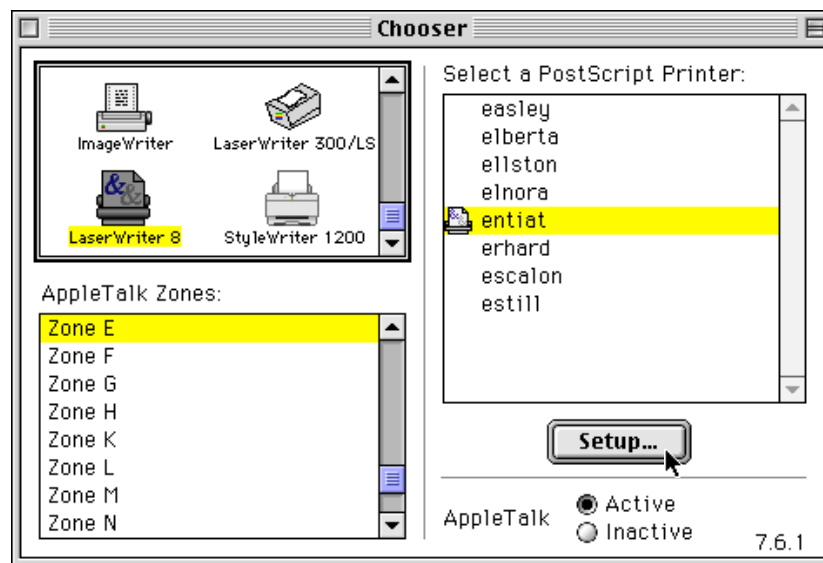 Chooser
ImageWriter
LaserWriter 300/LS
LaserWriter 8
StyleWriter 1200
AppleTalk Zones:
Zone E
Zone F
Zone G
Zone H
Zone K
Zone L
Zone M
Zone N
Select a PostScript Printer:
easley
elberta
ellston
elnora
entiat
erhard
escalon
estill
Setup...
AppleTalk
Active
Inactive
7.6.1